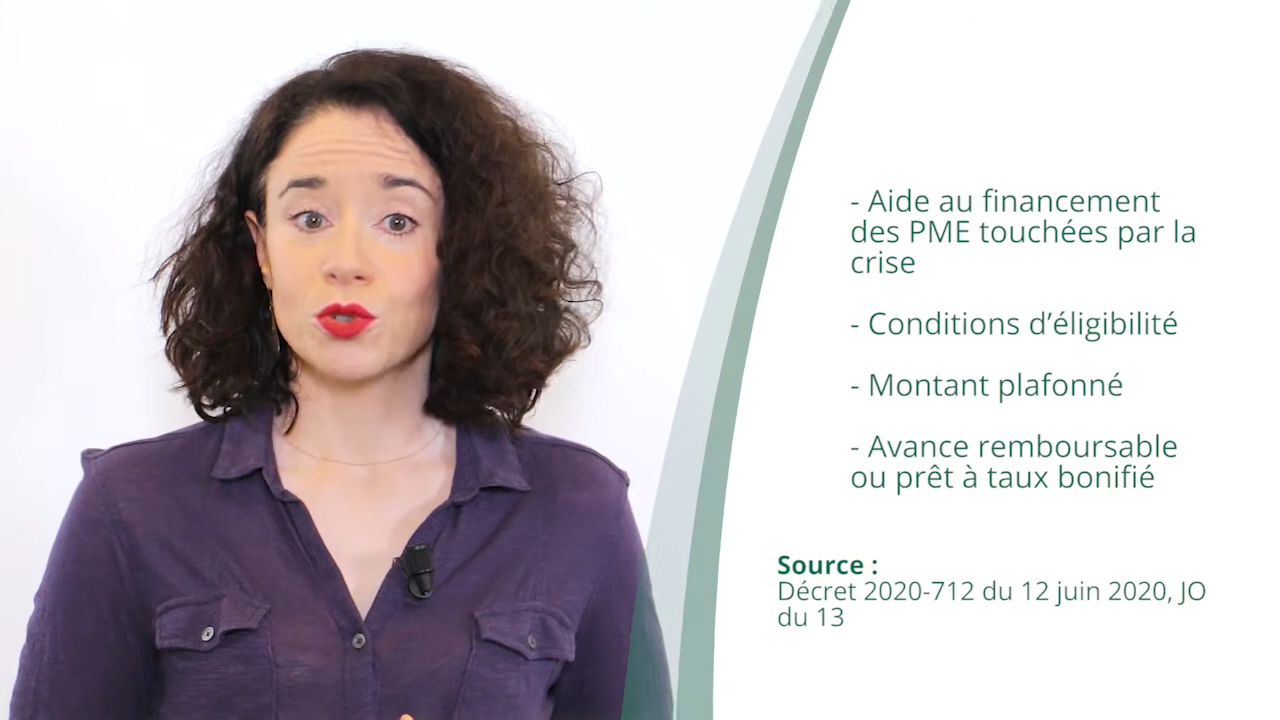 - Aide au financement
des PME touchées par la
crise
- Conditions d’éligibilité
- Montant plafonné
- Avance remboursable
ou prêt à taux bonifié
Source :
Décret 2020-712 du 12 juin 2020, JO
du 13